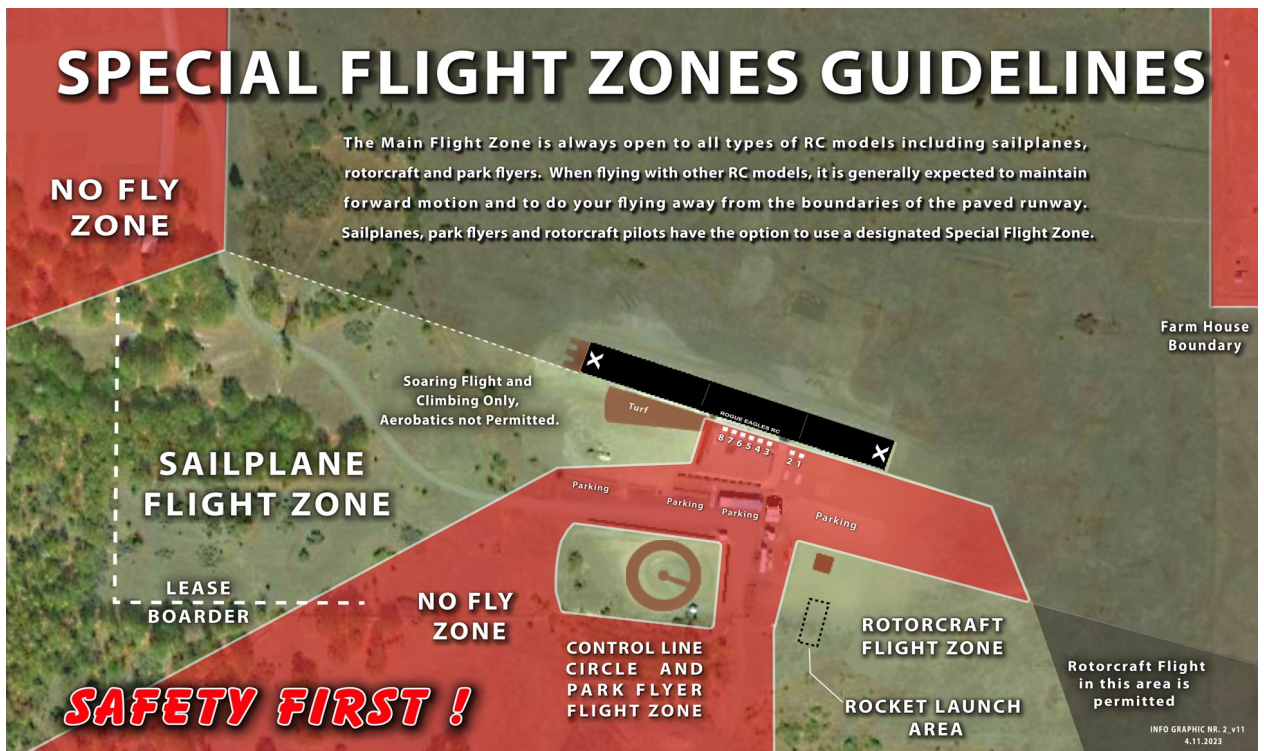 SPECIAL FLIGHT ZONES GUIDELINES
The Main Flight Zone is always open to all types of RC models including sailplanes,
rotorcraft and park flyers. When flying with other RC models, it is generally expected to maintain
forward motion and to do your flying away from the boundaries of the paved runway.
Sailplanes, park flyers and rotorcraft pilots have the option to use a designated Special Flight Zone.
NO FLY
ZONE
Farm House
Boundary
Soaring Flight and
Climbing Only,
Aerobatics not Permitted.
X
Turf
ROGUE EAGLES RC
8 7 6 5 4 3
2 1
X
SAILPLANE
FLIGHT ZONE
Parking
Parking
Parking
Parking
LEASE
BOARDER
NO FLY
ZONE
CONTROL LINE
CIRCLE AND
PARK FLYER
FLIGHT ZONE
ROTORCRAFT
FLIGHT ZONE
ROCKET LAUNCH
AREA
Rotorcraft Flight
in this area is
permitted
SAFETY FIRST !
INFO GRAPHIC NR. 2_v11
4.11.2023